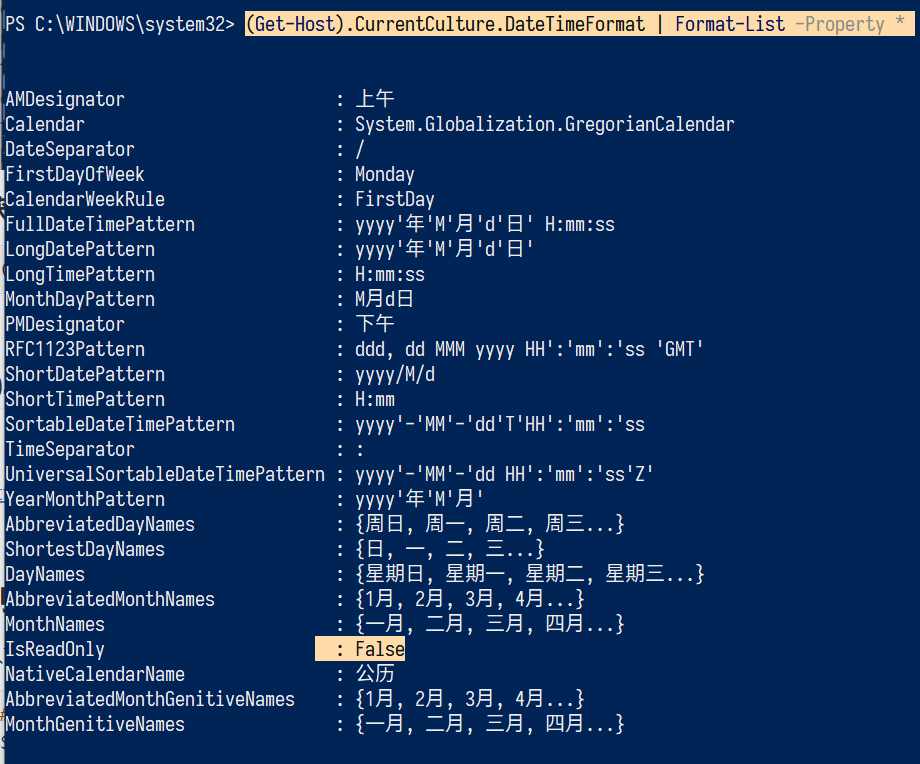 PS C:\WINDOWS\system32> (Get-Host).CurrentCulture.DateTimeFormat | Format-List -Property *
AMDesignator : 上午
Calendar : System.Globalization.GregorianCalendar
DateSeparator : /
FirstDayOfWeek : Monday
CalendarWeekRule : FirstDay
FullDateTimePattern : yyyy'年'M'月'd'日' H:mm:ss
LongDatePattern : yyyy'年'M'月'd'日'
LongTimePattern : H:mm:ss
MonthDayPattern : M月d日
PMDesignator : 下午
RFC1123Pattern : ddd, dd MMM yyyy HH':'mm':'ss 'GMT'
ShortDatePattern : yyyy/M/d
ShortTimePattern : H:mm
SortableDateTimePattern : yyyy'-'MM'-'dd'T'HH':'mm':'ss
TimeSeparator : :
UniversalSortableDateTimePattern : yyyy'-'MM'-'dd HH':'mm':'ss'Z'
YearMonthPattern : yyyy'年'M'月'
AbbreviatedDayNames : {周日, 周一, 周二, 周三...}
ShortestDayNames : {日, 一, 二, 三...}
DayNames : {星期日, 星期一, 星期二, 星期三...}
AbbreviatedMonthNames : {1月, 2月, 3月, 4月...}
MonthNames : {一月, 二月, 三月, 四月...}
IsReadOnly : False
NativeCalendarName : 公历
AbbreviatedMonthGenitiveNames : {1月, 2月, 3月, 4月...}
MonthGenitiveNames : {一月, 二月, 三月, 四月...}